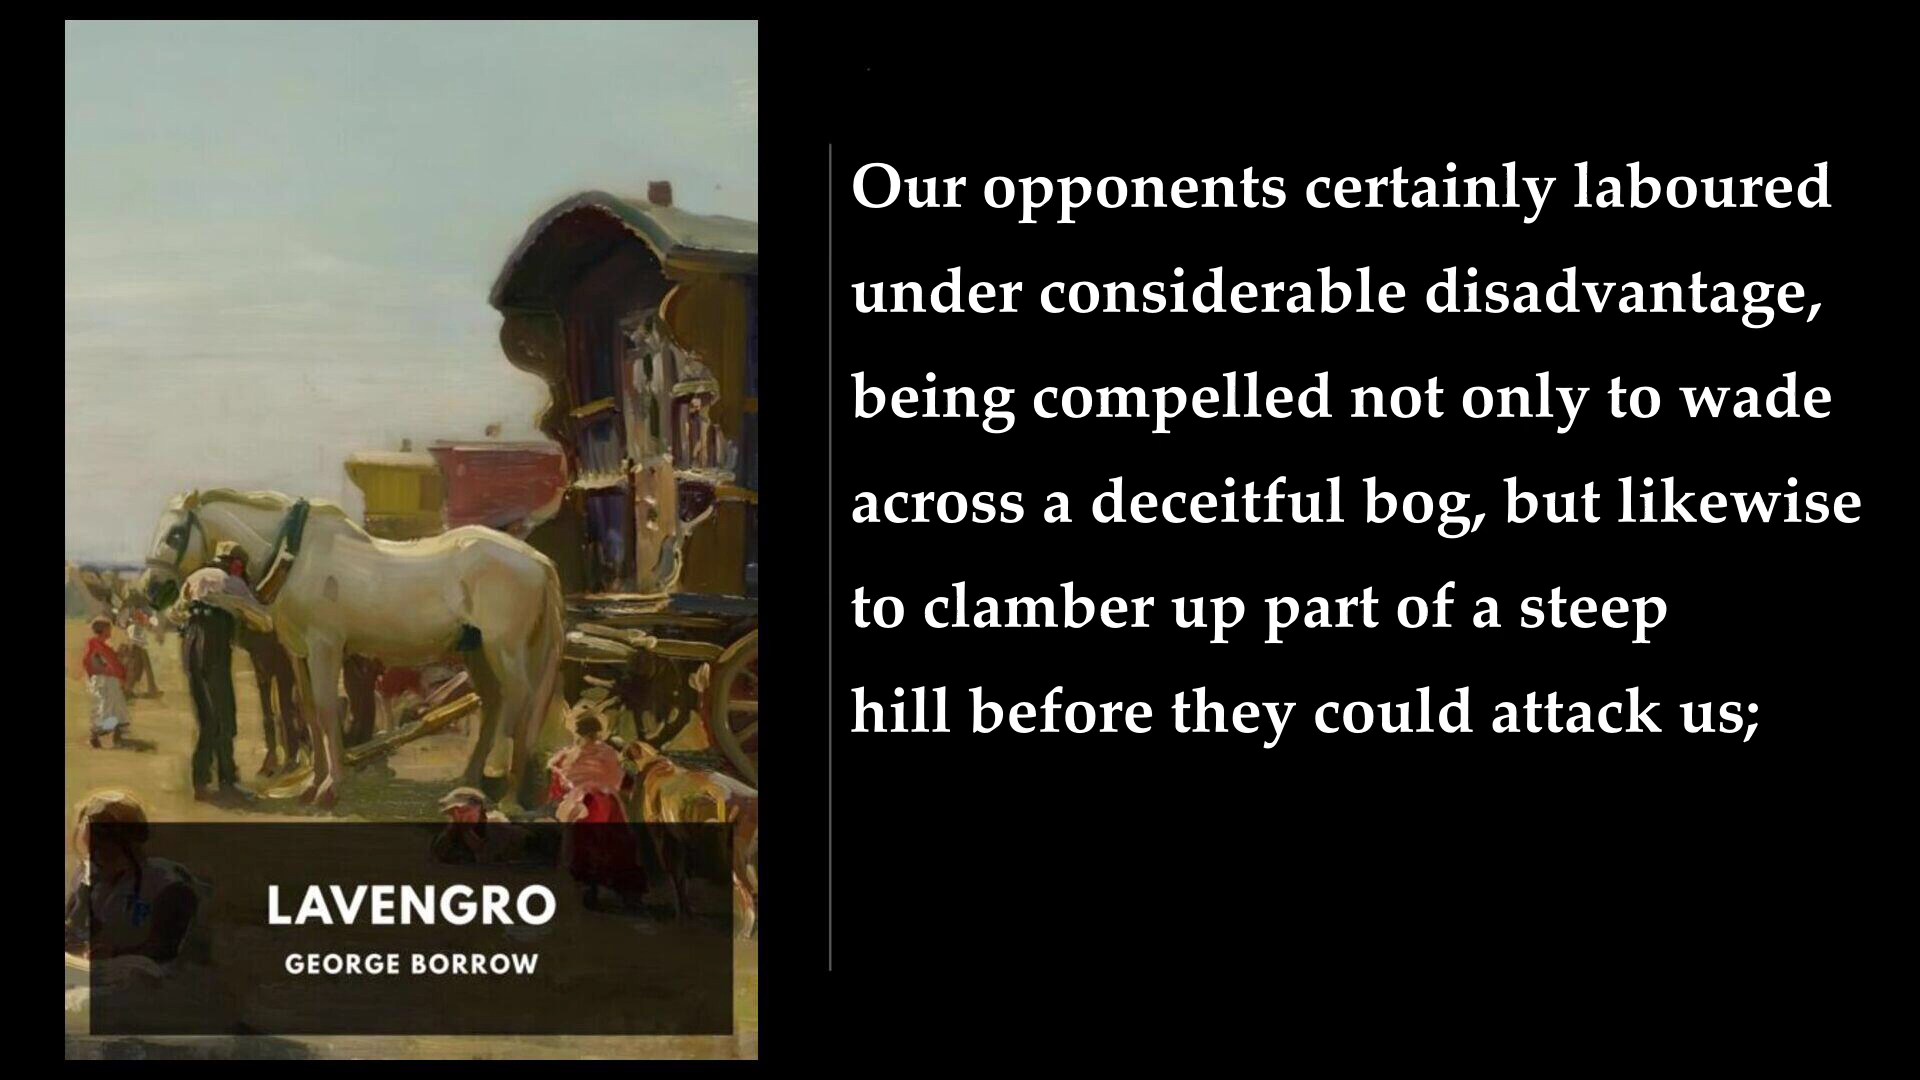 Our opponents certainly laboured
under considerable disadvantage,
being compelled not only to wade
across a deceitful bog, but likewise
to clamber up part of a steep
hill before they could attack us;
LAVENGRO
GEORGE BORROW